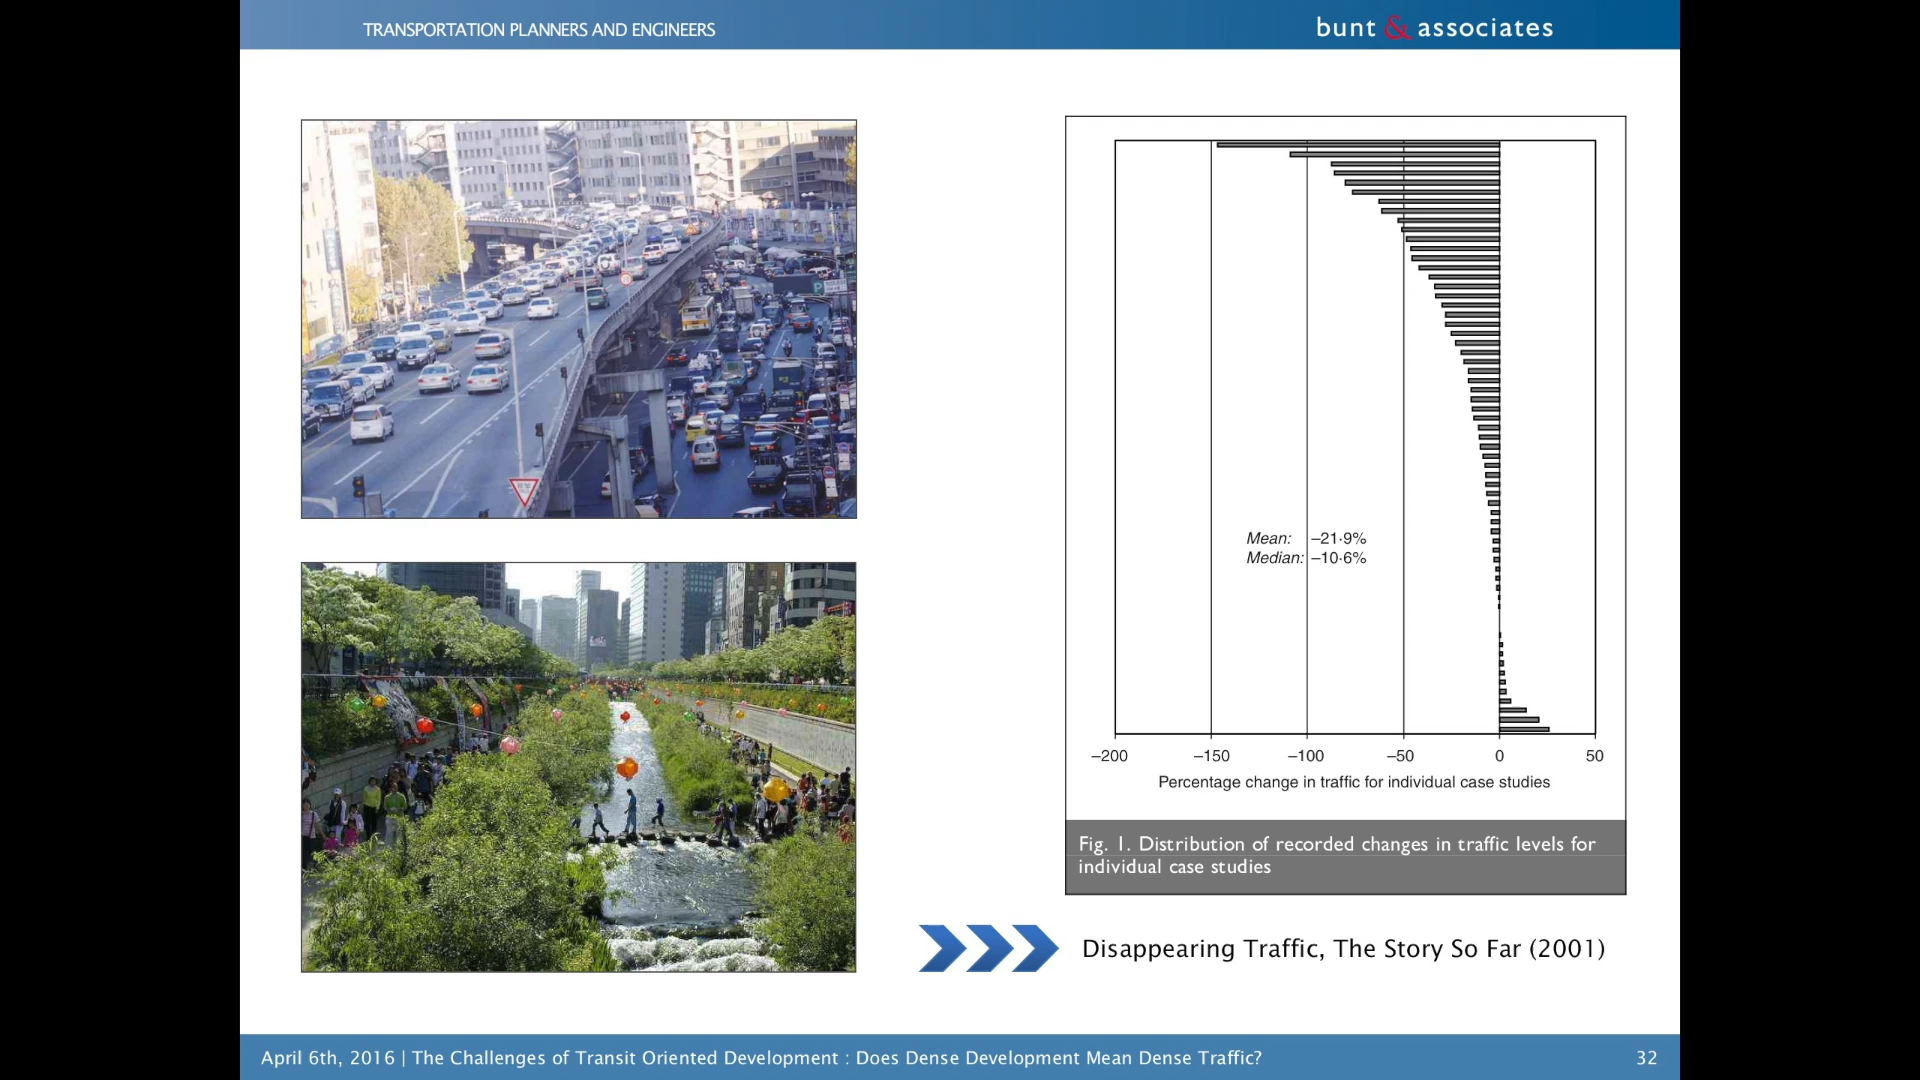 TRANSPORTATION PLANNERS AND ENGINEERS
bunt & associates
Mean: –21·9%
Median: –10·6%
–200 –150 –100 –50 0 50
Percentage change in traffic for individual case studies
Fig. 1. Distribution of recorded changes in traffic levels for
individual case studies
Disappearing Traffic, The Story So Far (2001)
April 6th, 2016 | The Challenges of Transit Oriented Development : Does Dense Development Mean Dense Traffic?
32